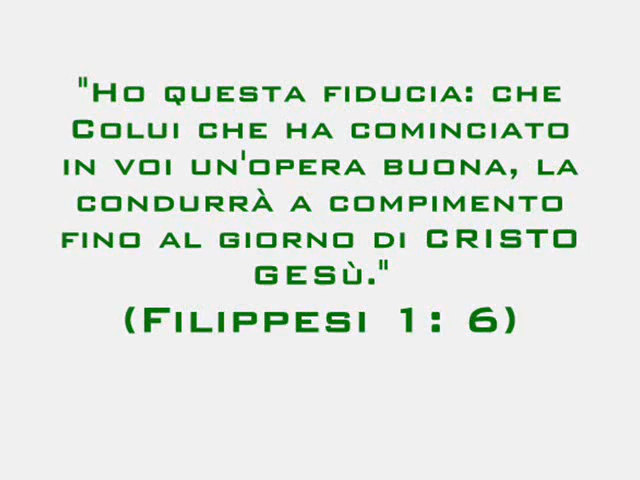 "Ho questa fiducia: che
Colui che ha cominciato
in voi un'opera buona, la
condurrà a compimento
fino al giorno di CRISTO
GESù."
(Filippesi 1: 6)